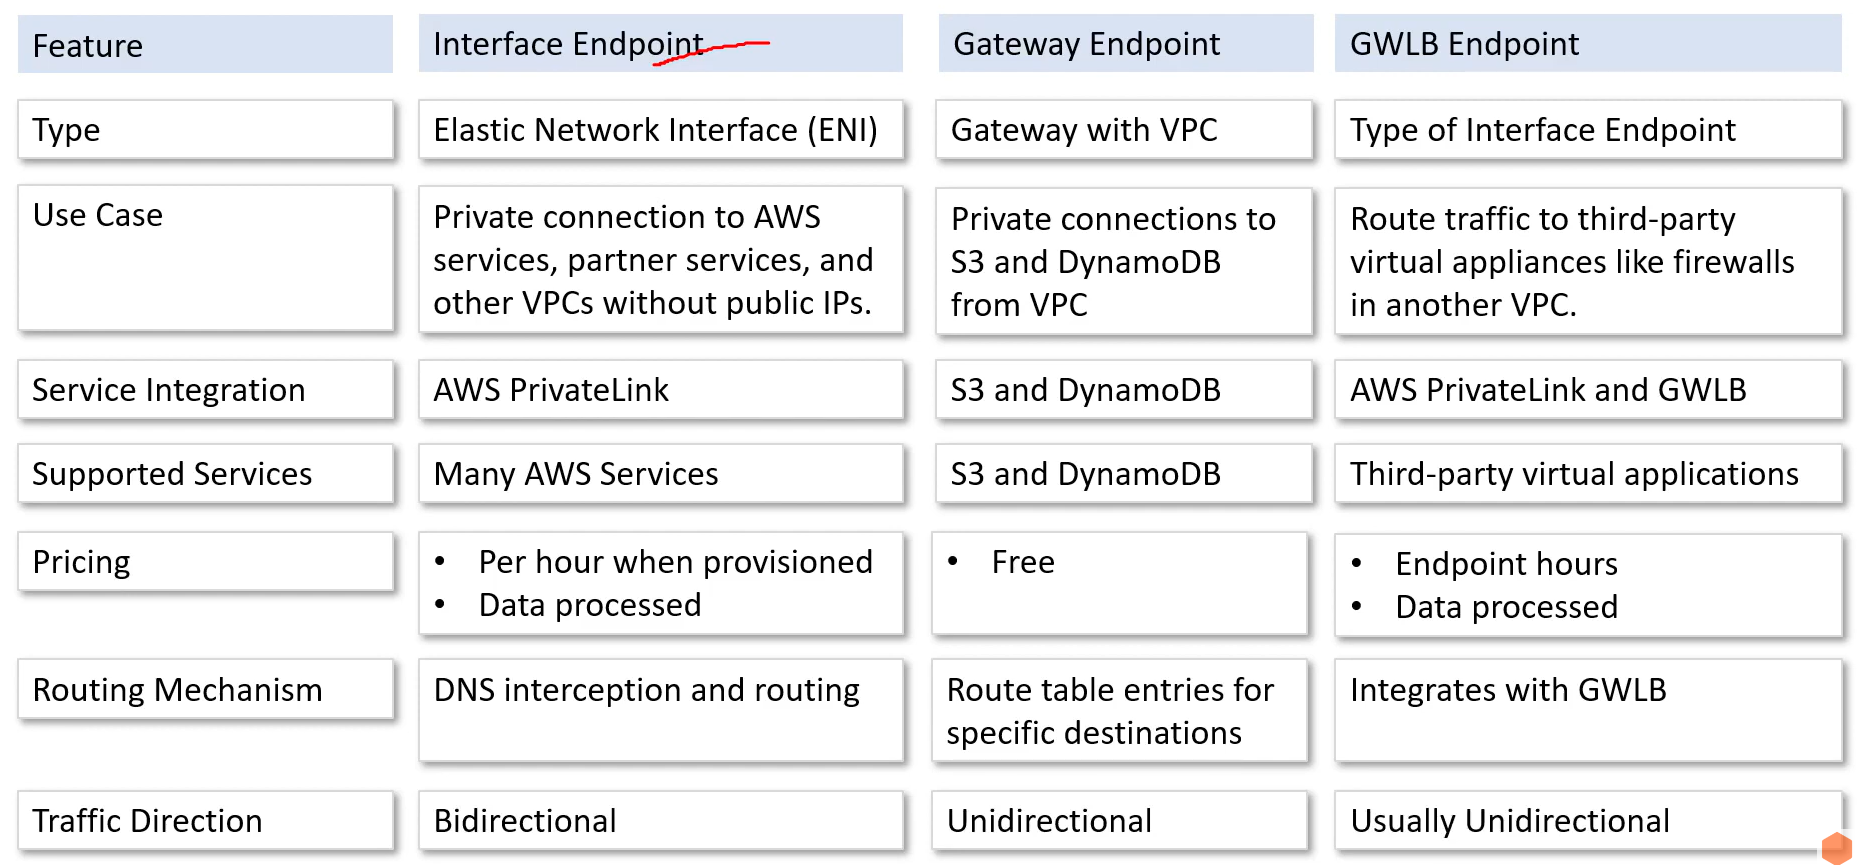 Feature
Interface Endpoint
Gateway Endpoint
GWLB Endpoint
Type
Elastic Network Interface (ENI)
Gateway with VPC
Type of Interface Endpoint
Use Case
Private connection to AWS
services, partner services, and
other VPCs without public IPs.
Private connections to
S3 and DynamoDB
from VPC
Route traffic to third-party
virtual appliances like firewalls
in another VPC.
Service Integration
AWS PrivateLink
S3 and DynamoDB
AWS PrivateLink and GWLB
Supported Services
Many AWS Services
S3 and DynamoDB
Third-party virtual applications
Pricing
• Per hour when provisioned
• Data processed
• Free
• Endpoint hours
• Data processed
Routing Mechanism
DNS interception and routing
Route table entries for
specific destinations
Integrates with GWLB
Traffic Direction
Bidirectional
Unidirectional
Usually Unidirectional